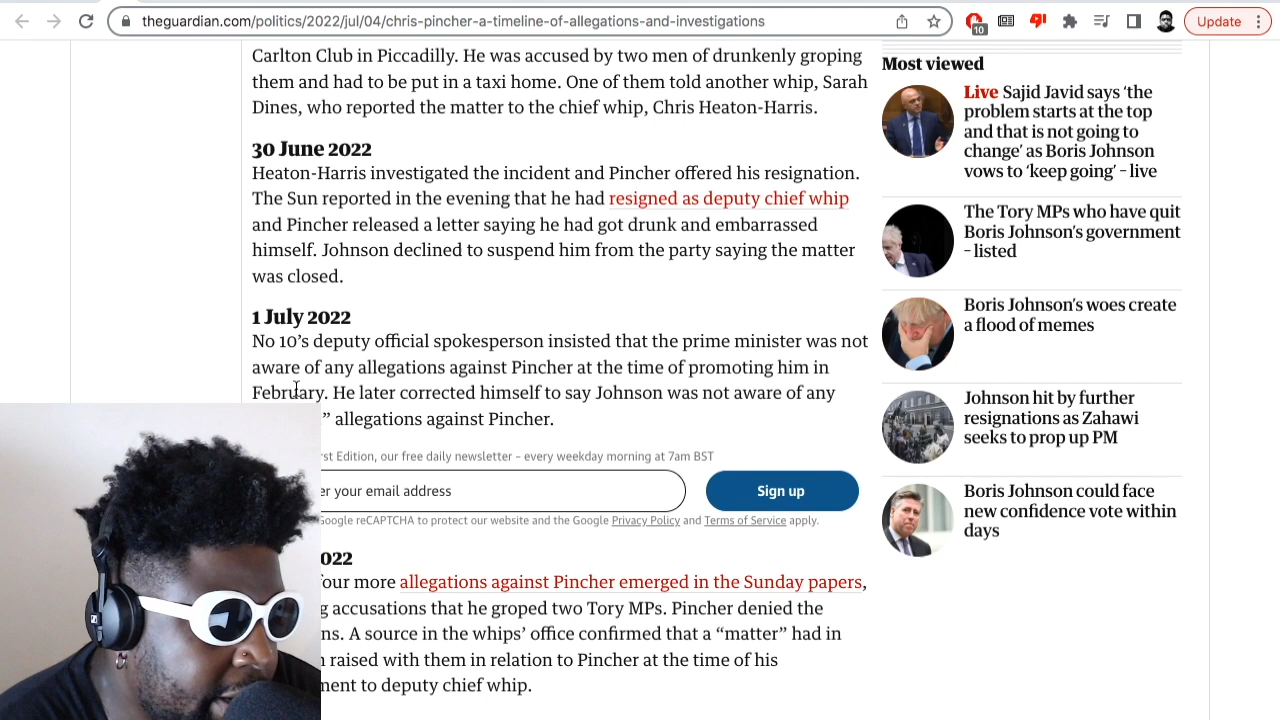 theguardian.com/politics/2022/jul/04/chris-pincher-a-timeline-of-allegations-and-investigations
10
Update
Carlton Club in Piccadilly. He was accused by two men of drunkenly groping
them and had to be put in a taxi home. One of them told another whip, Sarah
Dines, who reported the matter to the chief whip, Chris Heaton-Harris.
30 June 2022
Heaton-Harris investigated the incident and Pincher offered his resignation.
The Sun reported in the evening that he had resigned as deputy chief whip
and Pincher released a letter saying he had got drunk and embarrassed
himself. Johnson declined to suspend him from the party saying the matter
was closed.
1 July 2022
No 10’s deputy official spokesperson insisted that the prime minister was not
aware of any allegations against Pincher at the time of promoting him in
February. He later corrected himself to say Johnson was not aware of any
” allegations against Pincher.
rst Edition, our free daily newsletter – every weekday morning at 7am BST
er your email address
Sign up
Google reCAPTCHA to protect our website and the Google Privacy Policy and Terms of Service apply.
022
four more allegations against Pincher emerged in the Sunday papers,
g accusations that he groped two Tory MPs. Pincher denied the
ns. A source in the whips’ office confirmed that a “matter” had in
raised with them in relation to Pincher at the time of his
ment to deputy chief whip.
Most viewed
Live Sajid Javid says ‘the
problem starts at the top
and that is not going to
change’ as Boris Johnson
vows to ‘keep going’ – live
The Tory MPs who have quit
Boris Johnson’s government
– listed
Boris Johnson’s woes create
a flood of memes
Johnson hit by further
resignations as Zahawi
seeks to prop up PM
Boris Johnson could face
new confidence vote within
days